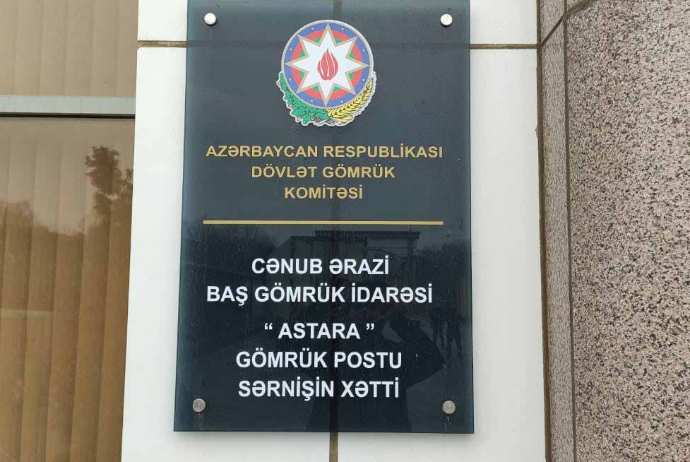 AZƏRBAYCAN RESPUBLİKASI
DÖVLƏT GÖMRÜK
KOMİTƏSİ
CƏNUB ƏRAZİ
BAŞ GÖMRÜK İDARƏSİ
“ ASTARA ”
GÖMRÜK POSTU
SƏRNİŞİN XƏTTİ